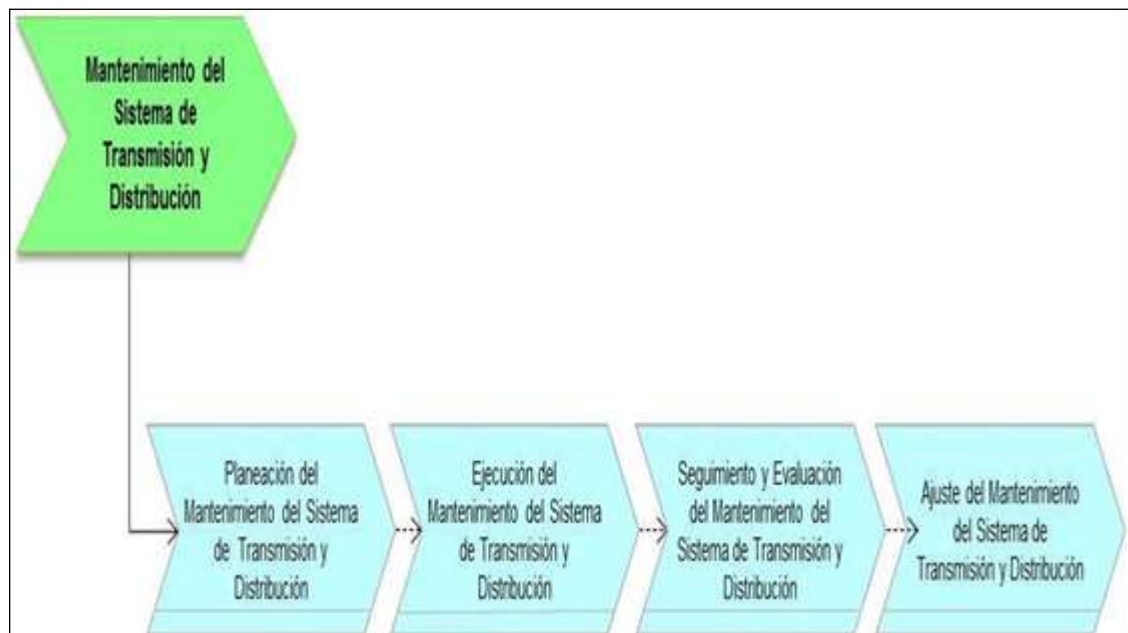 Mantenimiento del
Sistema de
Transmisión y
Distribución
Planeación del
Mantenimiento del Sistema
de Transmisión y
Distribución
Ejecución del
Mantenimiento del Sistema
de Transmisión y
Distribución
Seguimiento y Evaluación
del Mantenimiento del
Sistema de Transmisión y
Distribución
Ajuste del Mantenimiento
del Sistema de
Transmisión y Distribución